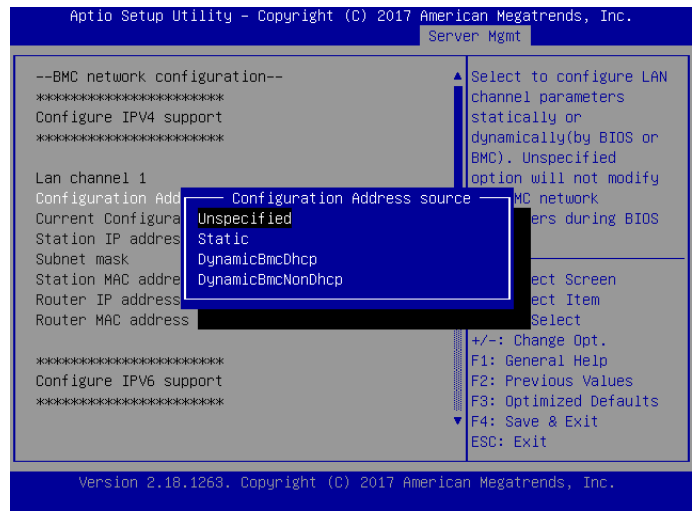 Aptio Setup Utility – Copyright (C) 2017 American Megatrends, Inc.
Server Mgmt
--BMC network configuration--
************************
Configure IPV4 support
************************
Lan channel 1
Configuration Add
Current Configura
Station IP addres
Subnet mask
Station MAC addre
Router IP address
Router MAC address
************************
Configure IPV6 support
************************
Configuration Address source
Unspecified
Static
DynamicBmcDhcp
DynamicBmcNonDhcp
Select to configure LAN
channel parameters
statically or
dynamically(by BIOS or
BMC). Unspecified
option will not modify
MC network
ers during BIOS
ect Screen
ect Item
Select
+/-: Change Opt.
F1: General Help
F2: Previous Values
F3: Optimized Defaults
F4: Save & Exit
ESC: Exit
Version 2.18.1263. Copyright (C) 2017 American Megatrends, Inc.